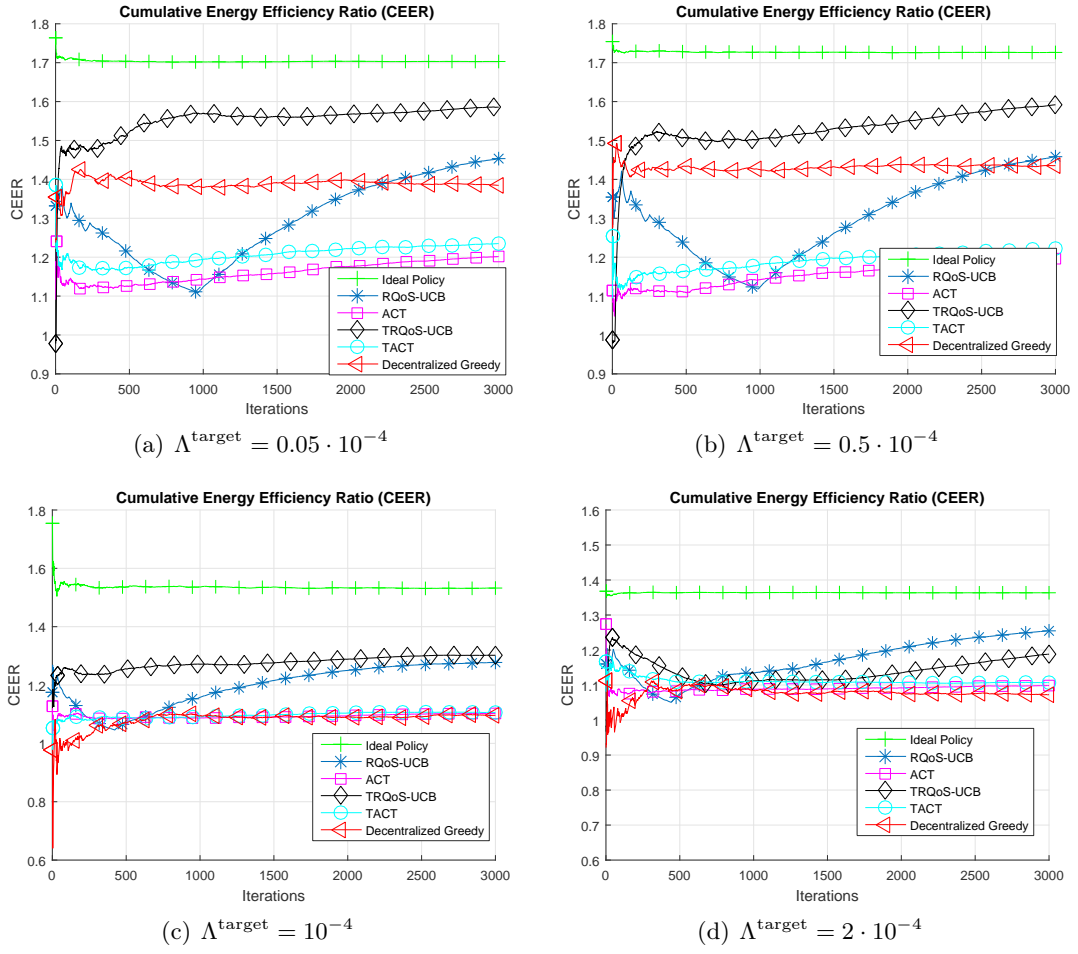 Cumulative Energy Efficiency Ratio (CEER)
1.8
1.7
1.6
1.5
1.4
1.3
1.2
1.1
1
0.9
CEER
0 500 1000 1500 2000 2500 3000
Iterations
Ideal Policy
RQoS-UCB
ACT
TRQoS-UCB
TACT
Decentralized Greedy
(a) Λ^target = 0.05 · 10^−4
Cumulative Energy Efficiency Ratio (CEER)
1.8
1.7
1.6
1.5
1.4
1.3
1.2
1.1
1
0.9
CEER
0 500 1000 1500 2000 2500 3000
Iterations
Ideal Policy
RQoS-UCB
ACT
TRQoS-UCB
TACT
Decentralized Greedy
(b) Λ^target = 0.5 · 10^−4
Cumulative Energy Efficiency Ratio (CEER)
1.8
1.6
1.4
1.2
1
0.8
0.6
CEER
0 500 1000 1500 2000 2500 3000
Iterations
Ideal Policy
RQoS-UCB
ACT
TRQoS-UCB
TACT
Decentralized Greedy
(c) Λ^target = 10^−4
Cumulative Energy Efficiency Ratio (CEER)
1.6
1.5
1.4
1.3
1.2
1.1
1
0.9
0.8
0.7
0.6
CEER
0 500 1000 1500 2000 2500 3000
Iterations
Ideal Policy
RQoS-UCB
ACT
TRQoS-UCB
TACT
Decentralized Greedy
(d) Λ^target = 2 · 10^−4